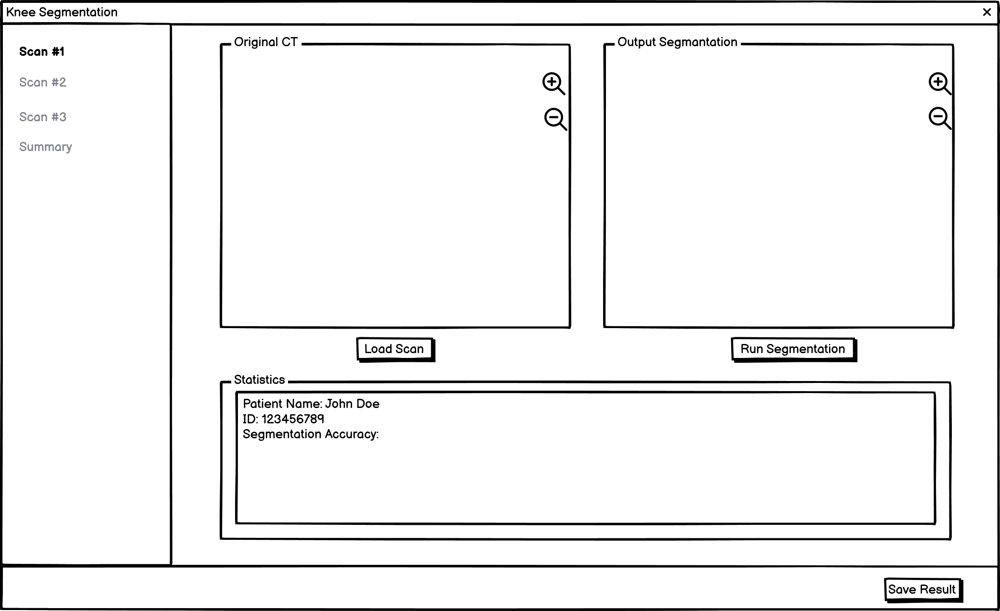 Knee Segmentation
Scan #1
Scan #2
Scan #3
Summary
Original CT
Output Segmantation
Load Scan
Run Segmentation
Statistics
Patient Name: John Doe
ID: 123456789
Segmentation Accuracy:
Save Result